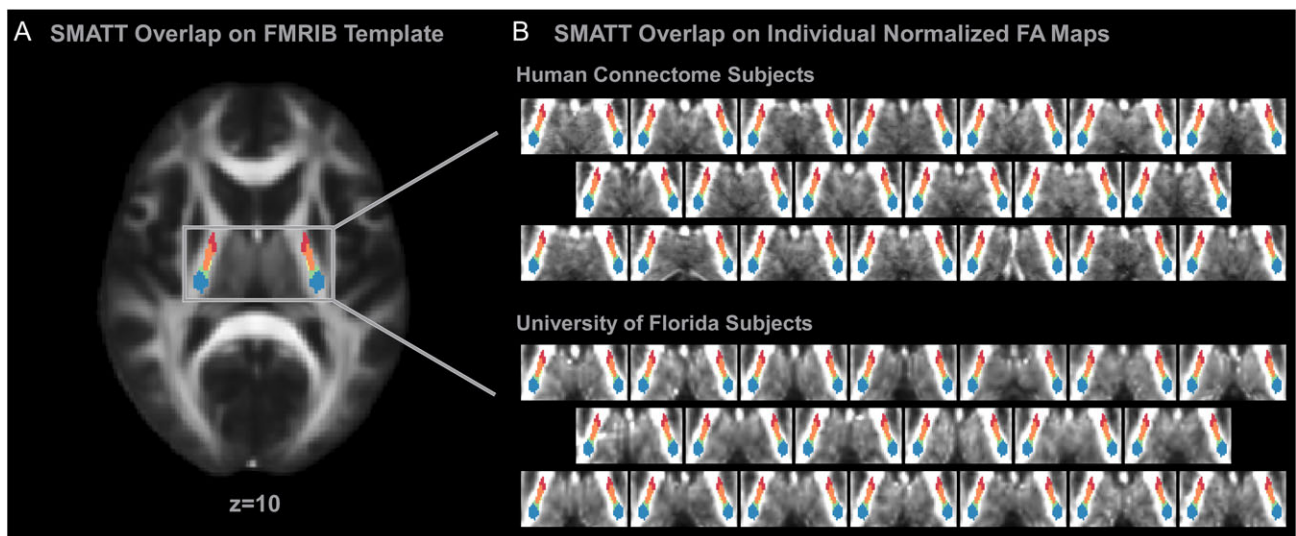 A SMATT Overlap on FMRIB Template
B SMATT Overlap on Individual Normalized FA Maps
Human Connectome Subjects
University of Florida Subjects
z=10